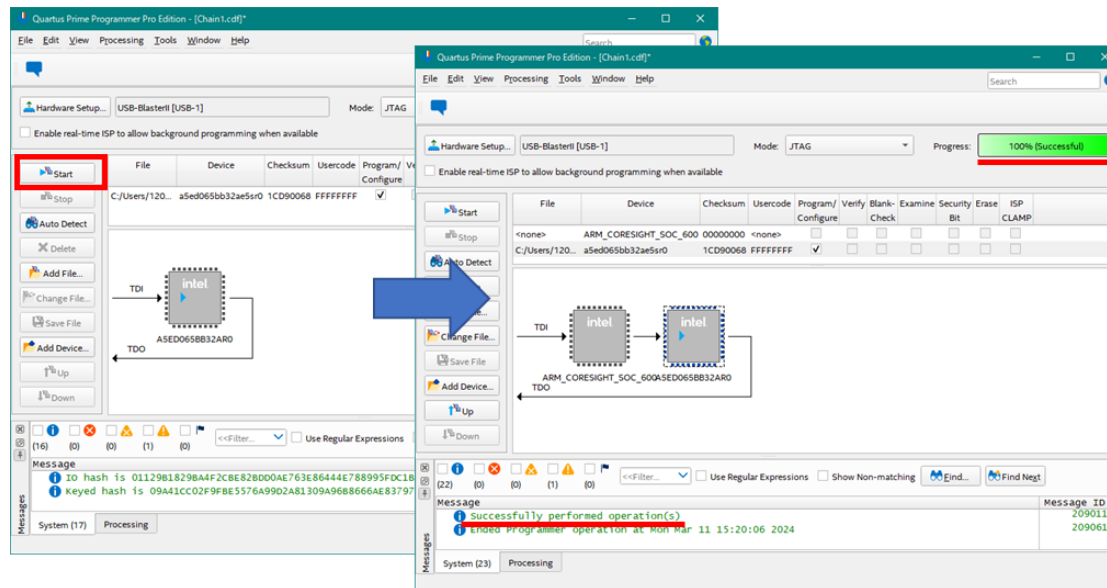 Quartus Prime Programmer Pro Edition - [Chain1.cdf]*
File Edit View Processing Tools Window Help
Search
Hardware Setup... USB-BlasterII [USB-1] Mode: JTAG
Enable real-time ISP to allow background programming when available
Start
Stop
Auto Detect
Delete
Add File...
Change File...
Save File
Add Device...
Up
Down
File Device Checksum Usercode Program/
Configure
C:/Users/120... a5ed065bb32ae5sr0 1CD90068 FFFFFFFF
TDI
intel
A5ED065BB32AR0
TDO
(16) (0) (0) (1) (0) <<Filter... Use Regular Expressions
Message
IO hash is 01129B1829BA4F2CBE82BDD0AE763E86444E788995FDC1B
Keyed hash is 09A41CC02F9FBE5576A99D2A81309A96B8666AE83797
Messages
System (17) Processing
Quartus Prime Programmer Pro Edition - [Chain1.cdf]*
File Edit View Processing Tools Window Help
Search
Hardware Setup... USB-BlasterII [USB-1] Mode: JTAG Progress: 100% (Successful)
Enable real-time ISP to allow background programming when available
Start
Stop
Auto Detect
Change File...
Save File
Add Device...
Up
Down
File Device Checksum Usercode Program/ Verify Blank- Examine Security Erase ISP
Configure Check Bit CLAMP
<none> ARM_CORESIGHT_SOC_600 00000000 <none>
C:/Users/120... a5ed065bb32ae5sr0 1CD90068 FFFFFFFF
TDI
intel intel
ARM_CORESIGHT_SOC_600 A5ED065BB32AR0
TDO
(22) (0) (0) (1) (0) <<Filter... Use Regular Expressions Show Non-matching Find... Find Next
Message Message ID
Successfully performed operation(s) 209011
Ended Programmer operation at Mon Mar 11 15:20:06 2024 209061
Messages
System (23) Processing